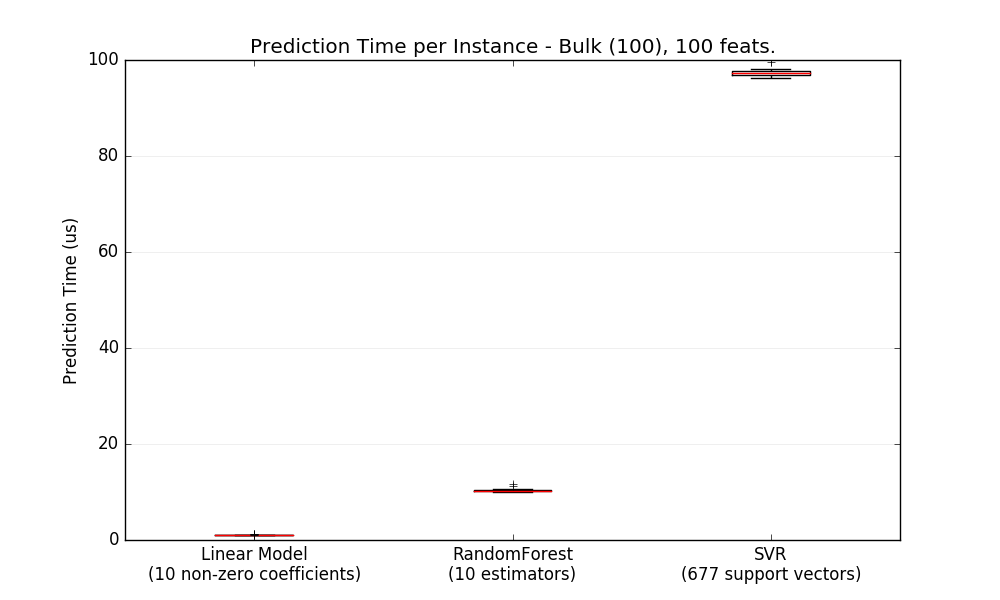 Prediction Time per Instance - Bulk (100), 100 feats.
100
80
60
40
20
0
Prediction Time (us)
Linear Model
(10 non-zero coefficients)
RandomForest
(10 estimators)
SVR
(677 support vectors)